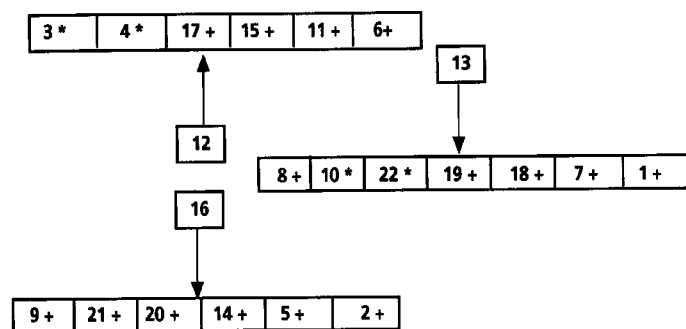 3 * 4 * 17 + 15 + 11 + 6+
13
12
8 + 10 * 22 * 19 + 18 + 7 + 1 +
16
9 + 21 + 20 + 14 + 5 + 2 +